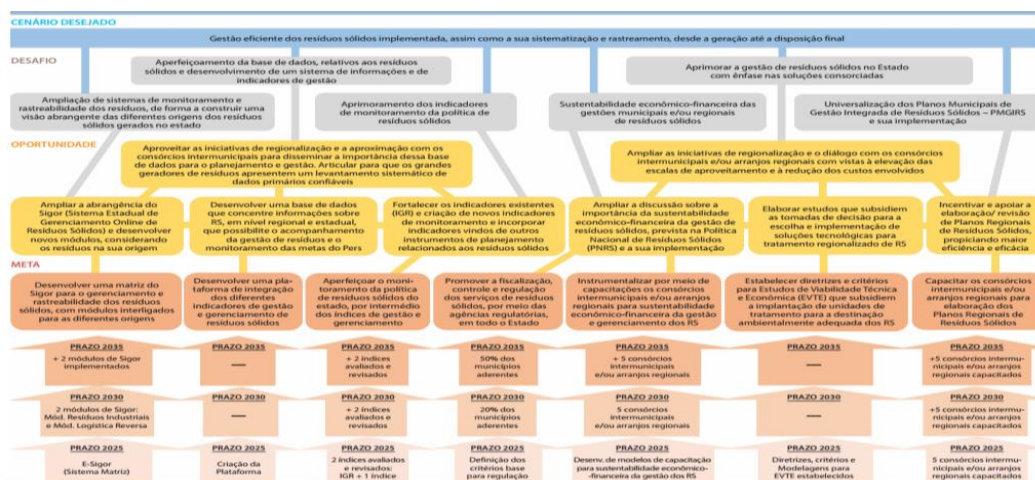 CENÁRIO DESEJADO
Gestão eficiente dos resíduos sólidos implementada, assim como a sua sistematização e rastreamento, desde a geração até a disposição final
DESAFIO
Aperfeiçoamento da base de dados, relativos aos resíduos
sólidos e desenvolvimento de um sistema de informações e de
indicadores de gestão
Aprimorar a gestão de resíduos sólidos no Estado
com ênfase nas soluções consorciadas
Ampliação de sistemas de monitoramento e
rastreabilidade dos resíduos, de forma a construir uma
visão abrangente das diferentes origens dos resíduos
sólidos gerados no estado
Aprimoramento dos indicadores
de monitoramento da política de
resíduos sólidos
Sustentabilidade econômico-financeira das
gestões municipais e/ou regionais
de resíduos sólidos
Universalização dos Planos Municipais de
Gestão Integrada de Resíduos Sólidos – PMGIRS
e sua implementação
OPORTUNIDADE
Aproveitar as iniciativas de regionalização e a aproximação com os
consórcios intermunicipais para disseminar a importância dessa base
de dados para o planejamento e gestão. Articular para que os grandes
geradores de resíduos apresentem um levantamento sistemático de
dados primários confiáveis
Ampliar as iniciativas de regionalização e o diálogo com os consórcios
intermunicipais e/ou arranjos regionais com vistas à elevação das
escalas de aproveitamento e à redução dos custos envolvidos
Ampliar a abrangência do
Sigor (Sistema Estadual de
Gerenciamento Online de
Resíduos Sólidos) e desenvolver
novos módulos, considerando
os resíduos na sua origem
Desenvolver uma base de dados
que concentre informações sobre
RS, em nível regional e estadual,
que possibilite o acompanhamento
da gestão de resíduos e o
monitoramento das metas do Pers
Fortalecer os indicadores existentes
(IGR) e criação de novos indicadores
de monitoramento e incorporar
indicadores vindos de outros
instrumentos de planejamento
relacionados aos resíduos sólidos
Ampliar a discussão sobre a
importância da sustentabilidade
econômico-financeira da gestão de
resíduos sólidos, prevista na Política
Nacional de Resíduos Sólidos
(PNRS) e a sua implementação
Elaborar estudos que subsidiem
as tomadas de decisão para a
escolha e implementação de
soluções tecnológicas para
tratamento regionalizado de RS
Incentivar e apoiar a
elaboração/ revisão
de Planos Regionais
de Resíduos Sólidos,
propiciando maior
eficiência e eficácia
META
Desenvolver uma matriz do
Sigor para o gerenciamento e
rastreabilidade dos resíduos
sólidos, com módulos interligados
para as diferentes origens
Desenvolver uma pla-
taforma de integração
dos diferentes
indicadores de gestão
e gerenciamento de
resíduos sólidos
Aperfeiçoar o moni-
toramento da política
de resíduos sólidos
do estado, por intermédio
dos índices de gestão e
gerenciamento
Promover a fiscalização,
controle e regulação
dos serviços de resíduos
sólidos, por meio das
agências regulatórias,
em todo o Estado
Instrumentalizar por meio de
capacitações os consórcios
intermunicipais e/ou arranjos
regionais para sustentabilidade
econômico-financeira da gestão
e gerenciamento dos RS
Estabelecer diretrizes e critérios
para Estudos de Viabilidade Técnica
e Econômica (EVTE) que subsidiem
a implantação de unidades de
tratamento para a destinação
ambientalmente adequada dos RS
Capacitar os consórcios
intermunicipais e/ou
arranjos regionais para
elaboração dos
Planos Regionais de
Resíduos Sólidos
PRAZO 2035
+ 2 módulos de Sigor
implementados
PRAZO 2035
—
PRAZO 2035
+ 2 índices
avaliados e
revisados
PRAZO 2035
50% dos
municípios
aderentes
PRAZO 2035
+ 5 consórcios
intermunicipais
e/ou arranjos regionais
PRAZO 2035
—
PRAZO 2035
+5 consórcios intermu-
nicipais e/ou arranjos
regionais capacitados
PRAZO 2030
2 módulos de Sigor:
Mód. Resíduos Industriais
e Mód. Logística Reversa
PRAZO 2030
—
PRAZO 2030
+ 2 índices
avaliados e
revisados
PRAZO 2030
20% dos
municípios
aderentes
PRAZO 2030
5 consórcios
intermunicipais
e/ou arranjos regionais
PRAZO 2030
—
PRAZO 2030
+5 consórcios intermu-
nicipais e/ou arranjos
regionais capacitados
PRAZO 2025
E-Sigor
(Sistema Matriz)
PRAZO 2025
Criação da
Plataforma
PRAZO 2025
2 índices avaliados
e revisados:
IGR + 1 índice
PRAZO 2025
Definição dos
critérios base
para regulação
PRAZO 2025
Desenv. de modelos de capacitação
para sustentabilidade econômico-
-financeira da gestão dos RS
PRAZO 2025
Diretrizes, critérios e
Modelagens para
EVTE estabelecidos
PRAZO 2025
5 consórcios intermu-
nicipais e/ou arranjos
regionais capacitados